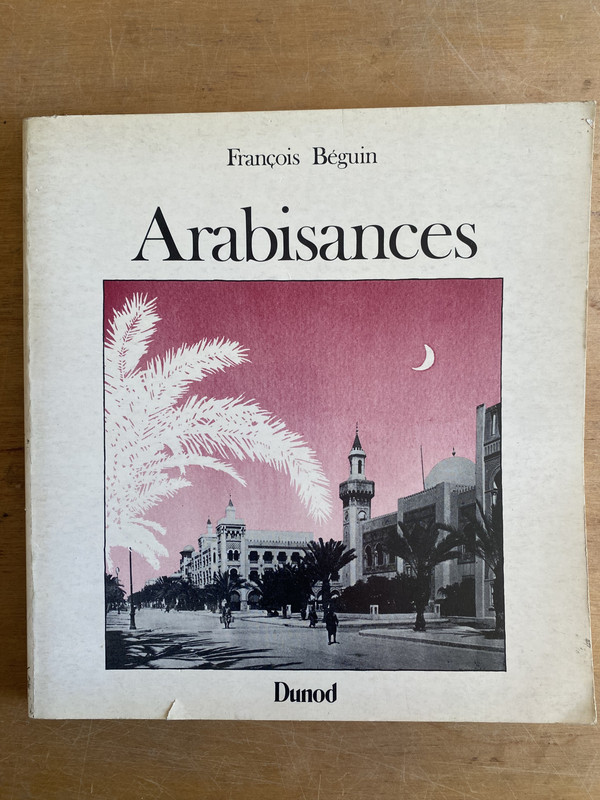 François Béguin
Arabisances
Dunod